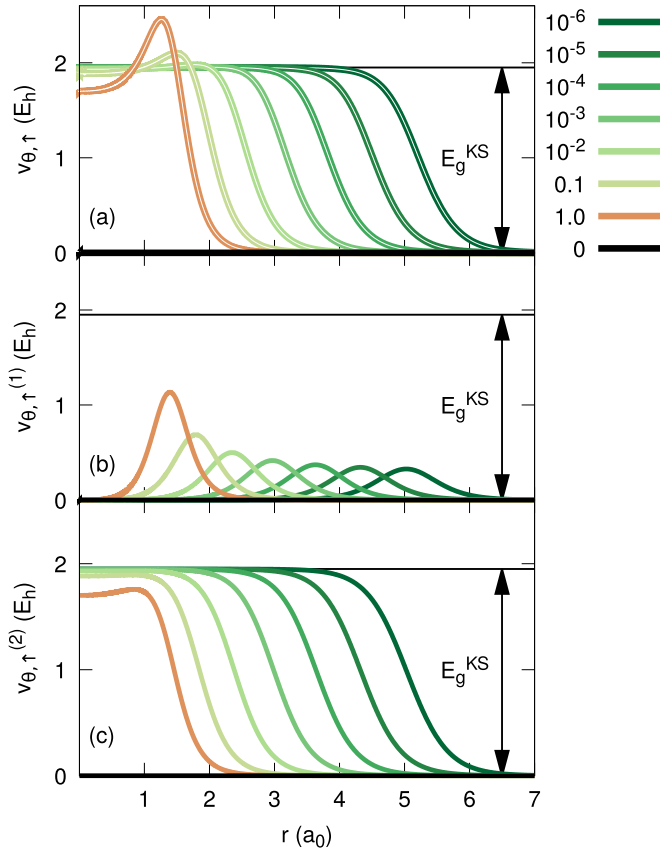 2
1
0
v_θ,↑ (E_h)
E_g^KS
(a)
10^-6
10^-5
10^-4
10^-3
10^-2
0.1
1.0
0
2
1
0
v_θ,↑^(1) (E_h)
E_g^KS
(b)
2
1
0
v_θ,↑^(2) (E_h)
E_g^KS
(c)
1 2 3 4 5 6 7
r (a_0)